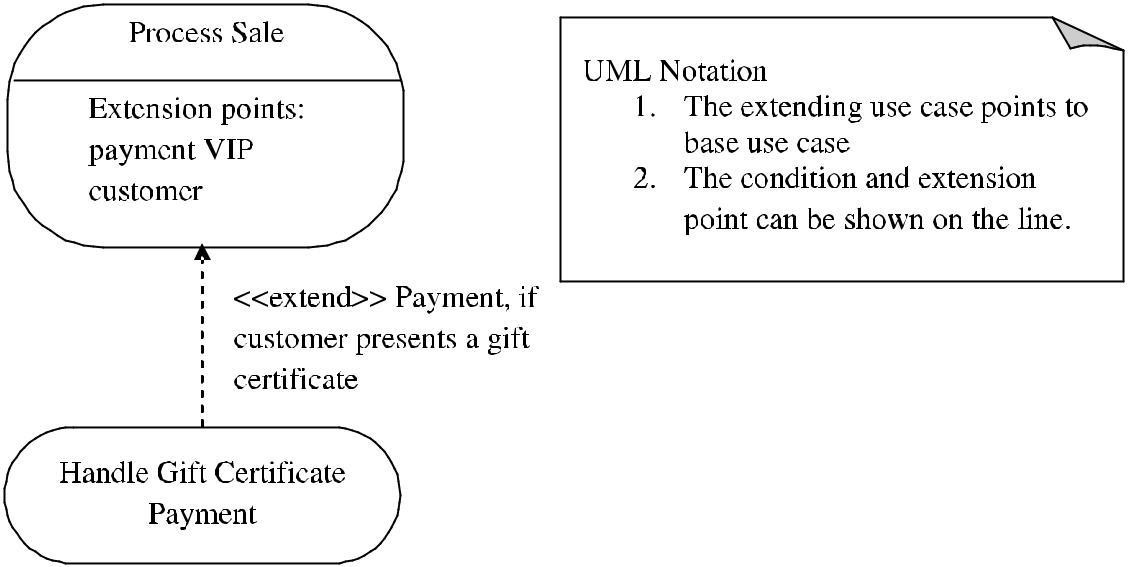 Process Sale
Extension points:
payment VIP
customer
<<extend>> Payment, if
customer presents a gift
certificate
Handle Gift Certificate
Payment
UML Notation
1. The extending use case points to
base use case
2. The condition and extension
point can be shown on the line.